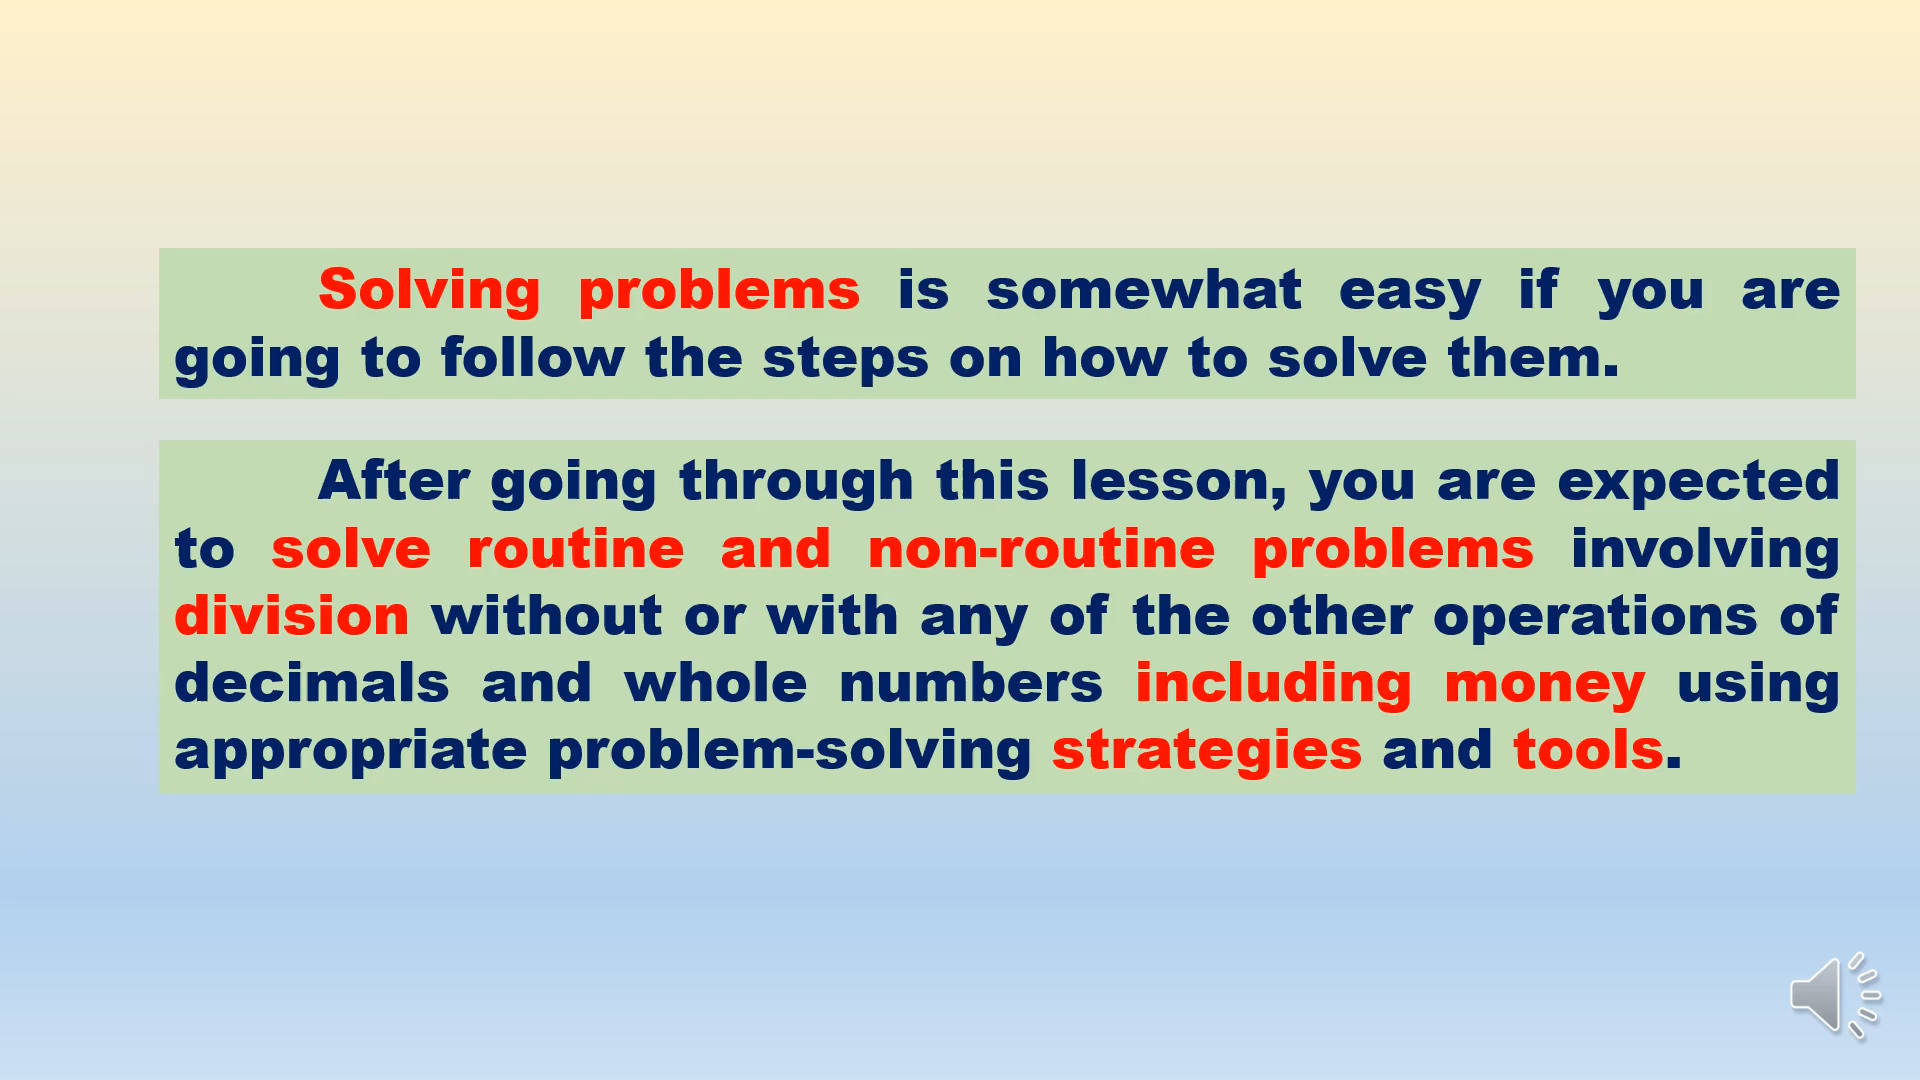 Solving problems is somewhat easy if you are
going to follow the steps on how to solve them.
After going through this lesson, you are expected
to solve routine and non-routine problems involving
division without or with any of the other operations of
decimals and whole numbers including money using
appropriate problem-solving strategies and tools.